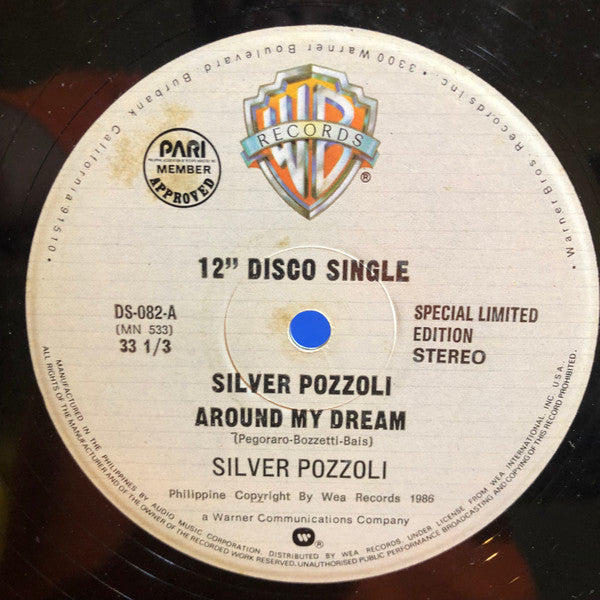 Warner Bros. Records Inc. • 3300 Warner Boulevard Burbank, California 91510 •
WB
RECORDS
®
PARI
MEMBER
APPROVED
12” DISCO SINGLE
DS-082-A
(MN 533)
33 1/3
SPECIAL LIMITED
EDITION
STEREO
SILVER POZZOLI
AROUND MY DREAM
(Pegoraro-Bozzetti-Bais)
SILVER POZZOLI
Philippine Copyright By Wea Records 1986
a Warner Communications Company
W ®
MANUFACTURED IN THE PHILIPPINES BY AUDIO MUSIC CORPORATION, DISTRIBUTED BY WEA RECORDS, UNDER LICENSE FROM WEA INTERNATIONAL INC. U.S.A.
ALL RIGHTS OF THE MANUFACTURER AND OF THE OWNER OF THE RECORDED WORK RESERVED. UNAUTHORISED PUBLIC PERFORMANCE BROADCASTING AND COPYING OF THIS RECORD PROHIBITED.